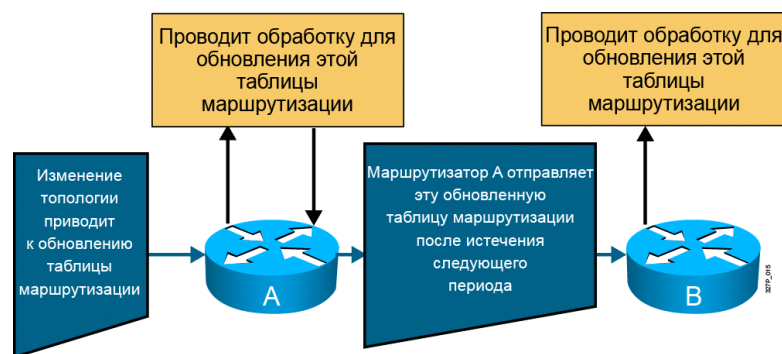 Проводит обработку для
обновления этой
таблицы
маршрутизации
Проводит обработку для
обновления этой
таблицы
маршрутизации
Изменение
топологии
приводит
к обновлению
таблицы
маршрутизации
A
Маршрутизатор A отправляет
эту обновленную
таблицу маршрутизации
после истечения
следующего
периода
B
327P_015